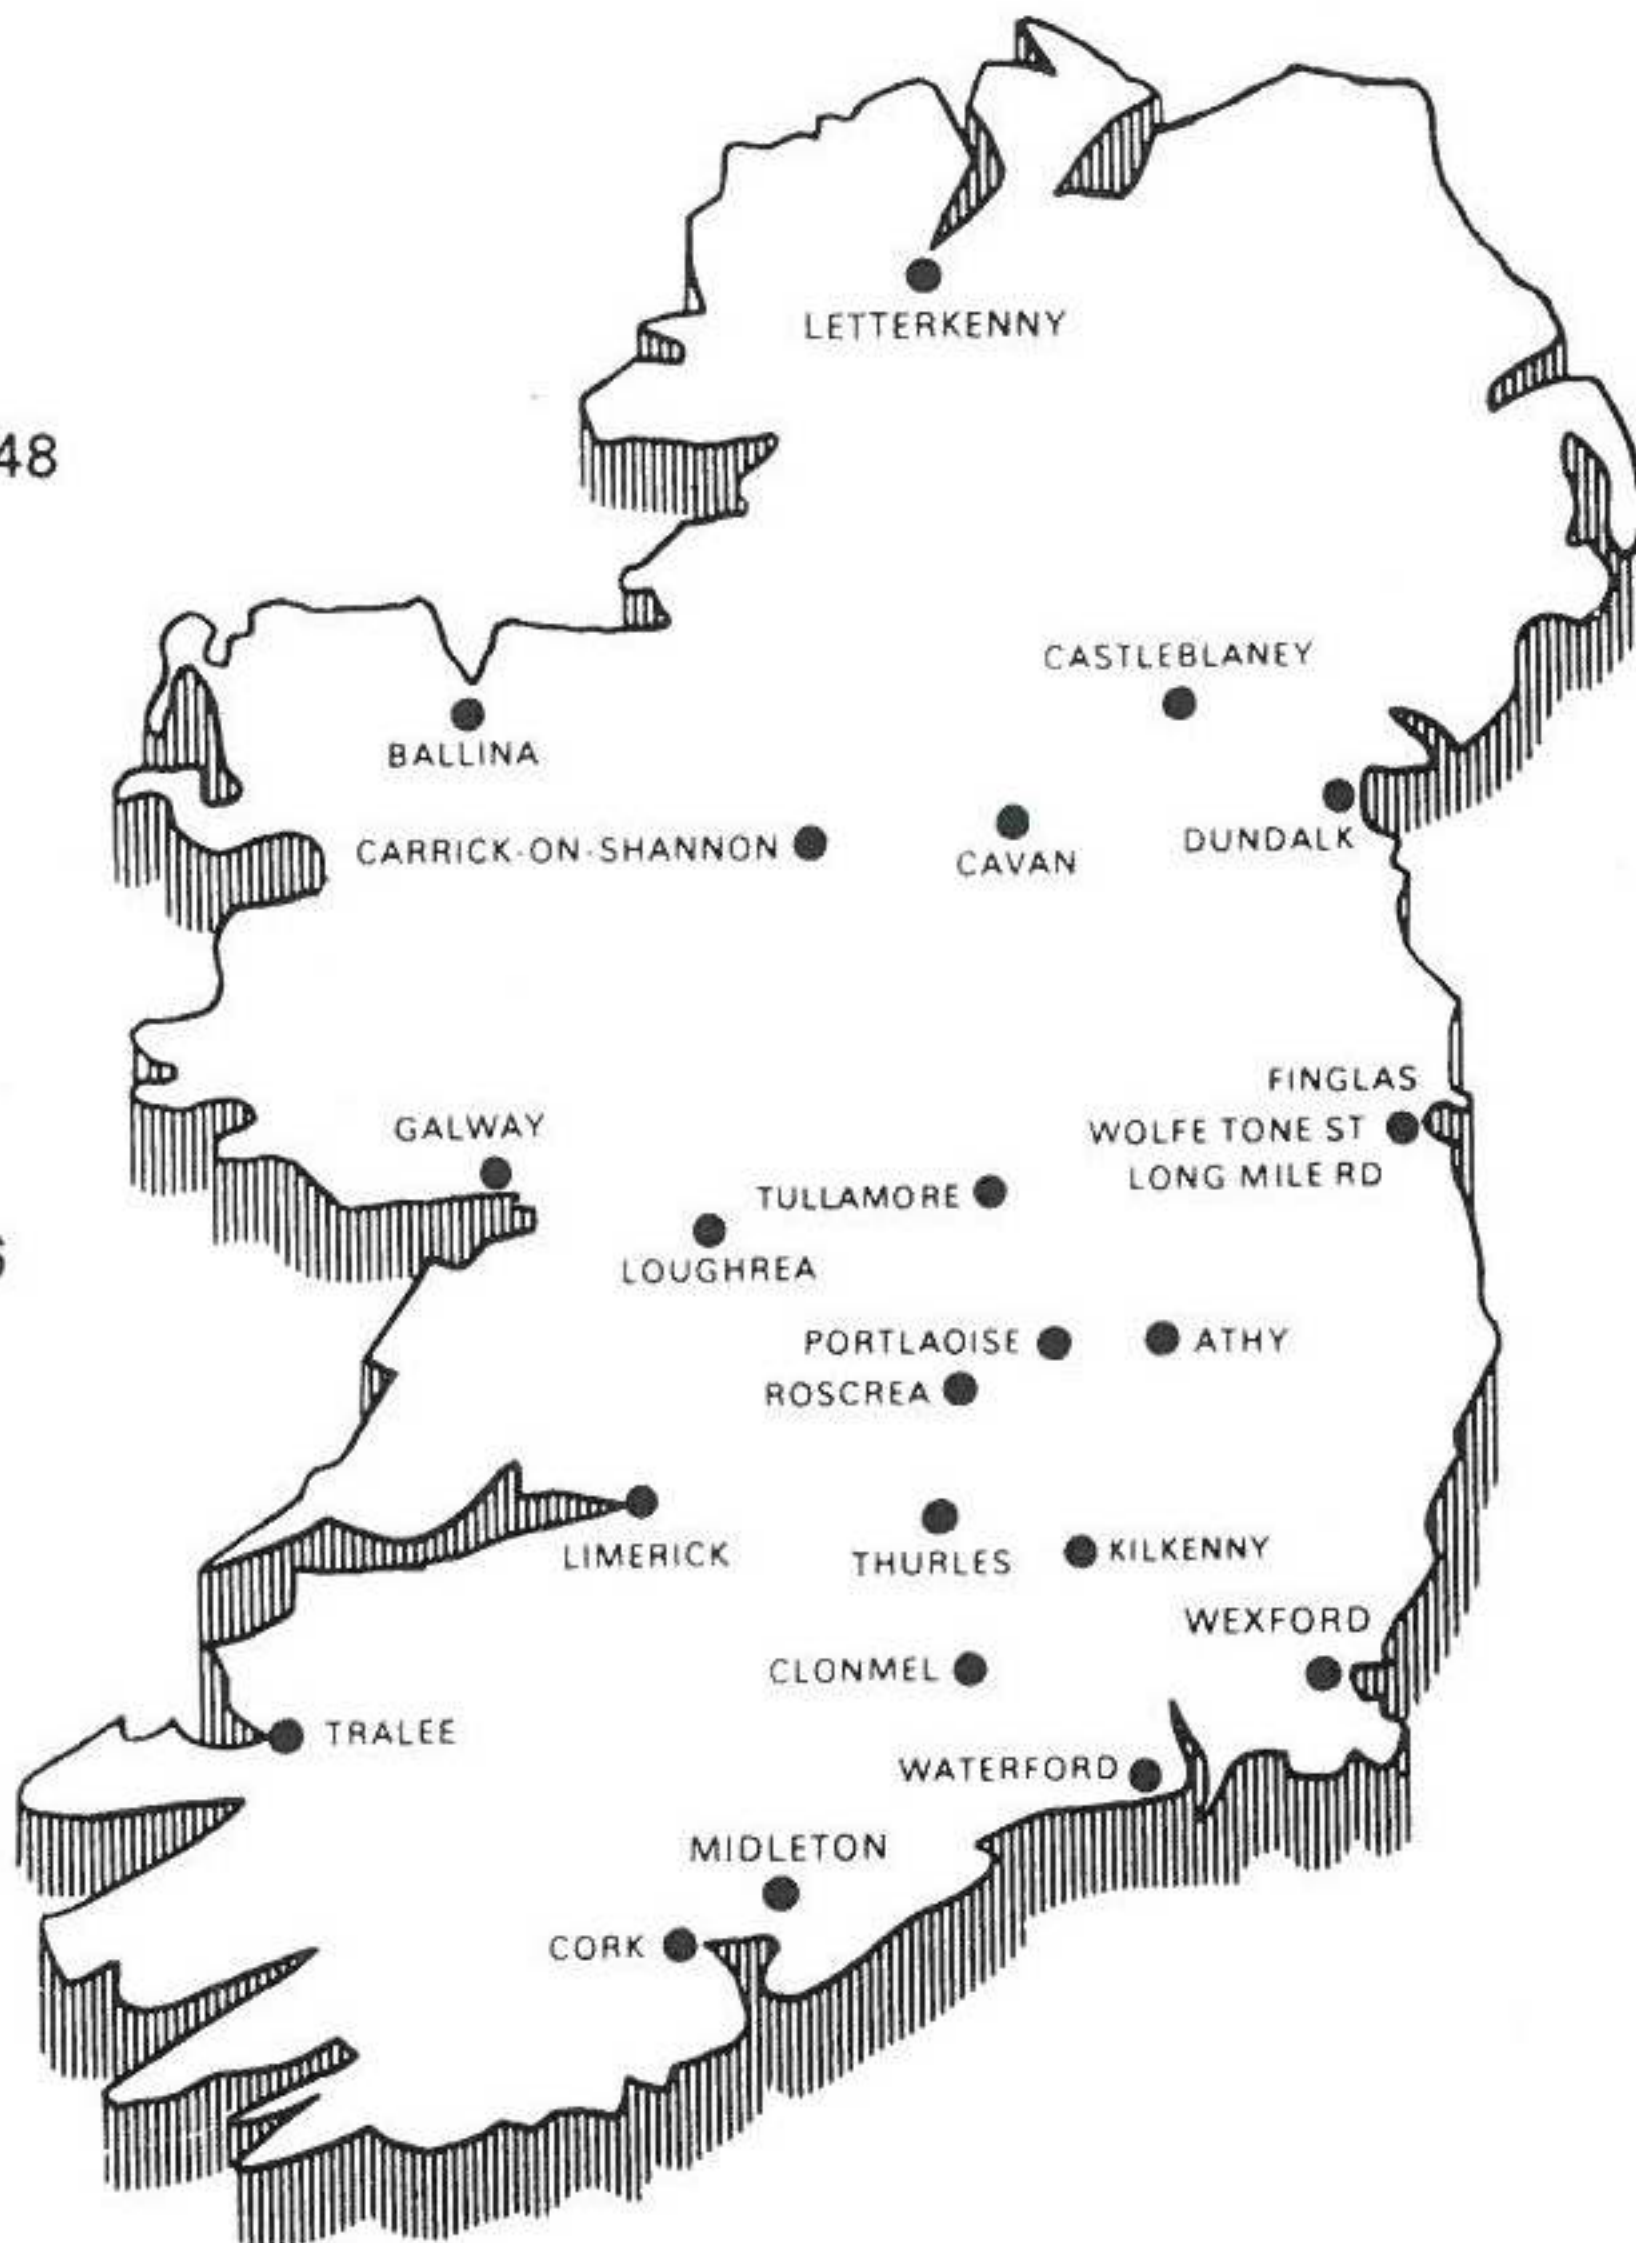 LETTERKENNY
48
CASTLEBLANEY
BALLINA
DUNDALK
CARRICK-ON-SHANNON
CAVAN
FINGLAS
GALWAY
WOLFE TONE ST
LONG MILE RD
TULLAMORE
LOUGHREA
PORTLAOISE
ATHY
ROSCREA
LIMERICK
THURLES
KILKENNY
WEXFORD
CLONMEL
TRALEE
WATERFORD
MIDLETON
CORK